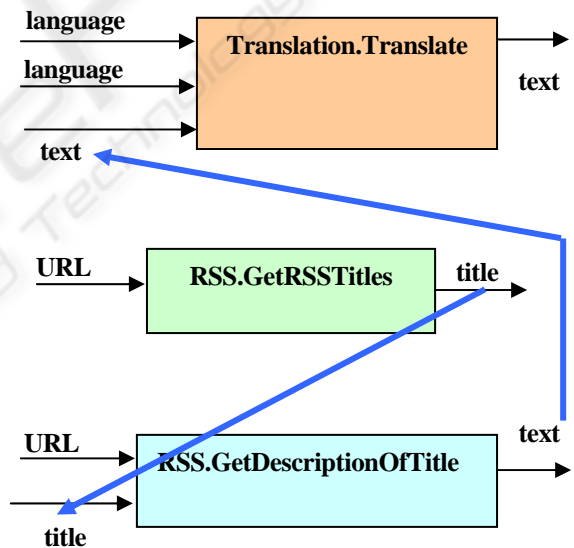 language
Translation.Translate
language
text
text
URL
RSS.GetRSSTitles
title
text
URL
RSS.GetDescriptionOfTitle
title